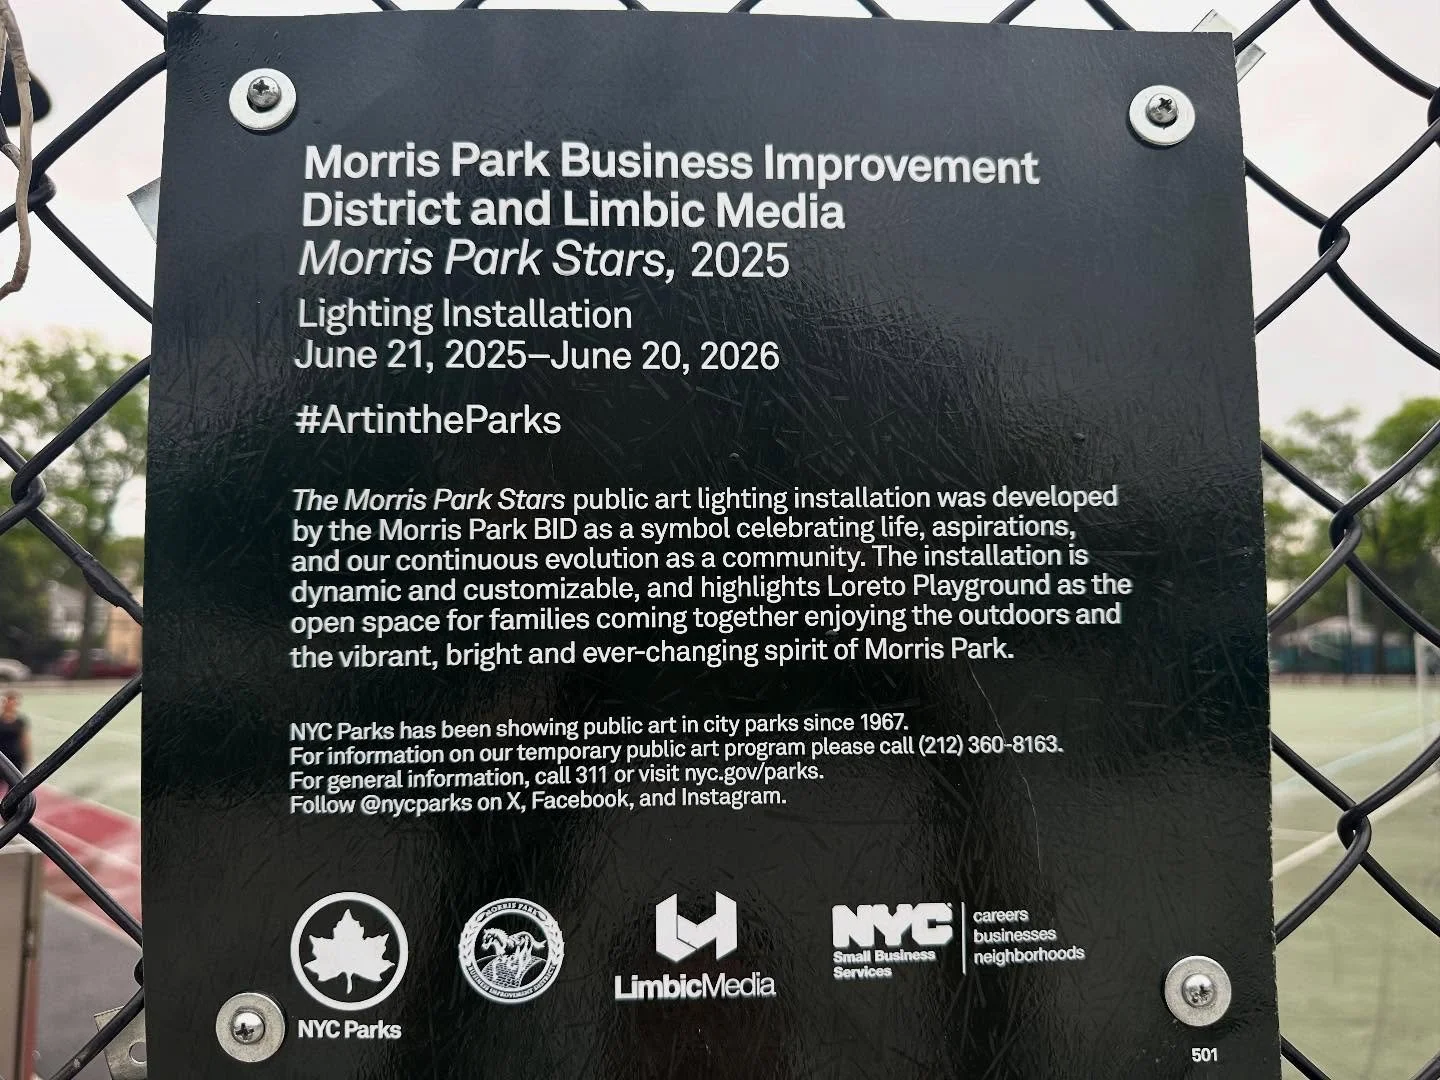 Morris Park Business Improvement
District and Limbic Media
Morris Park Stars, 2025
Lighting Installation
June 21, 2025–June 20, 2026
#ArtintheParks
The Morris Park Stars public art lighting installation was developed
by the Morris Park BID as a symbol celebrating life, aspirations,
and our continuous evolution as a community. The installation is
dynamic and customizable, and highlights Loreto Playground as the
open space for families coming together enjoying the outdoors and
the vibrant, bright and ever-changing spirit of Morris Park.
NYC Parks has been showing public art in city parks since 1967.
For information on our temporary public art program please call (212) 360-8163.
For general information, call 311 or visit nyc.gov/parks.
Follow @nycparks on X, Facebook, and Instagram.
NYC Parks
MORRIS PARK
BUSINESS IMPROVEMENT DISTRICT
LimbicMedia
NYC
Small Business
Services
careers
businesses
neighborhoods
501